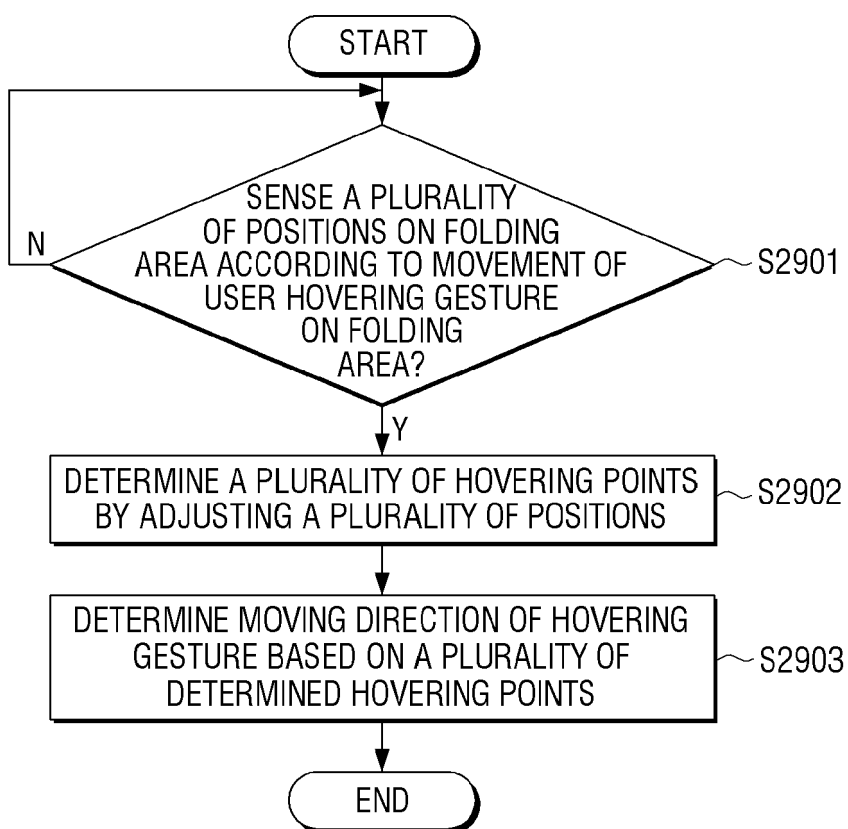 START
SENSE A PLURALITY
OF POSITIONS ON FOLDING
AREA ACCORDING TO MOVEMENT OF
USER HOVERING GESTURE
ON FOLDING
AREA?
N
S2901
Y
DETERMINE A PLURALITY OF HOVERING POINTS
BY ADJUSTING A PLURALITY OF POSITIONS
S2902
DETERMINE MOVING DIRECTION OF HOVERING
GESTURE BASED ON A PLURALITY OF
DETERMINED HOVERING POINTS
S2903
END